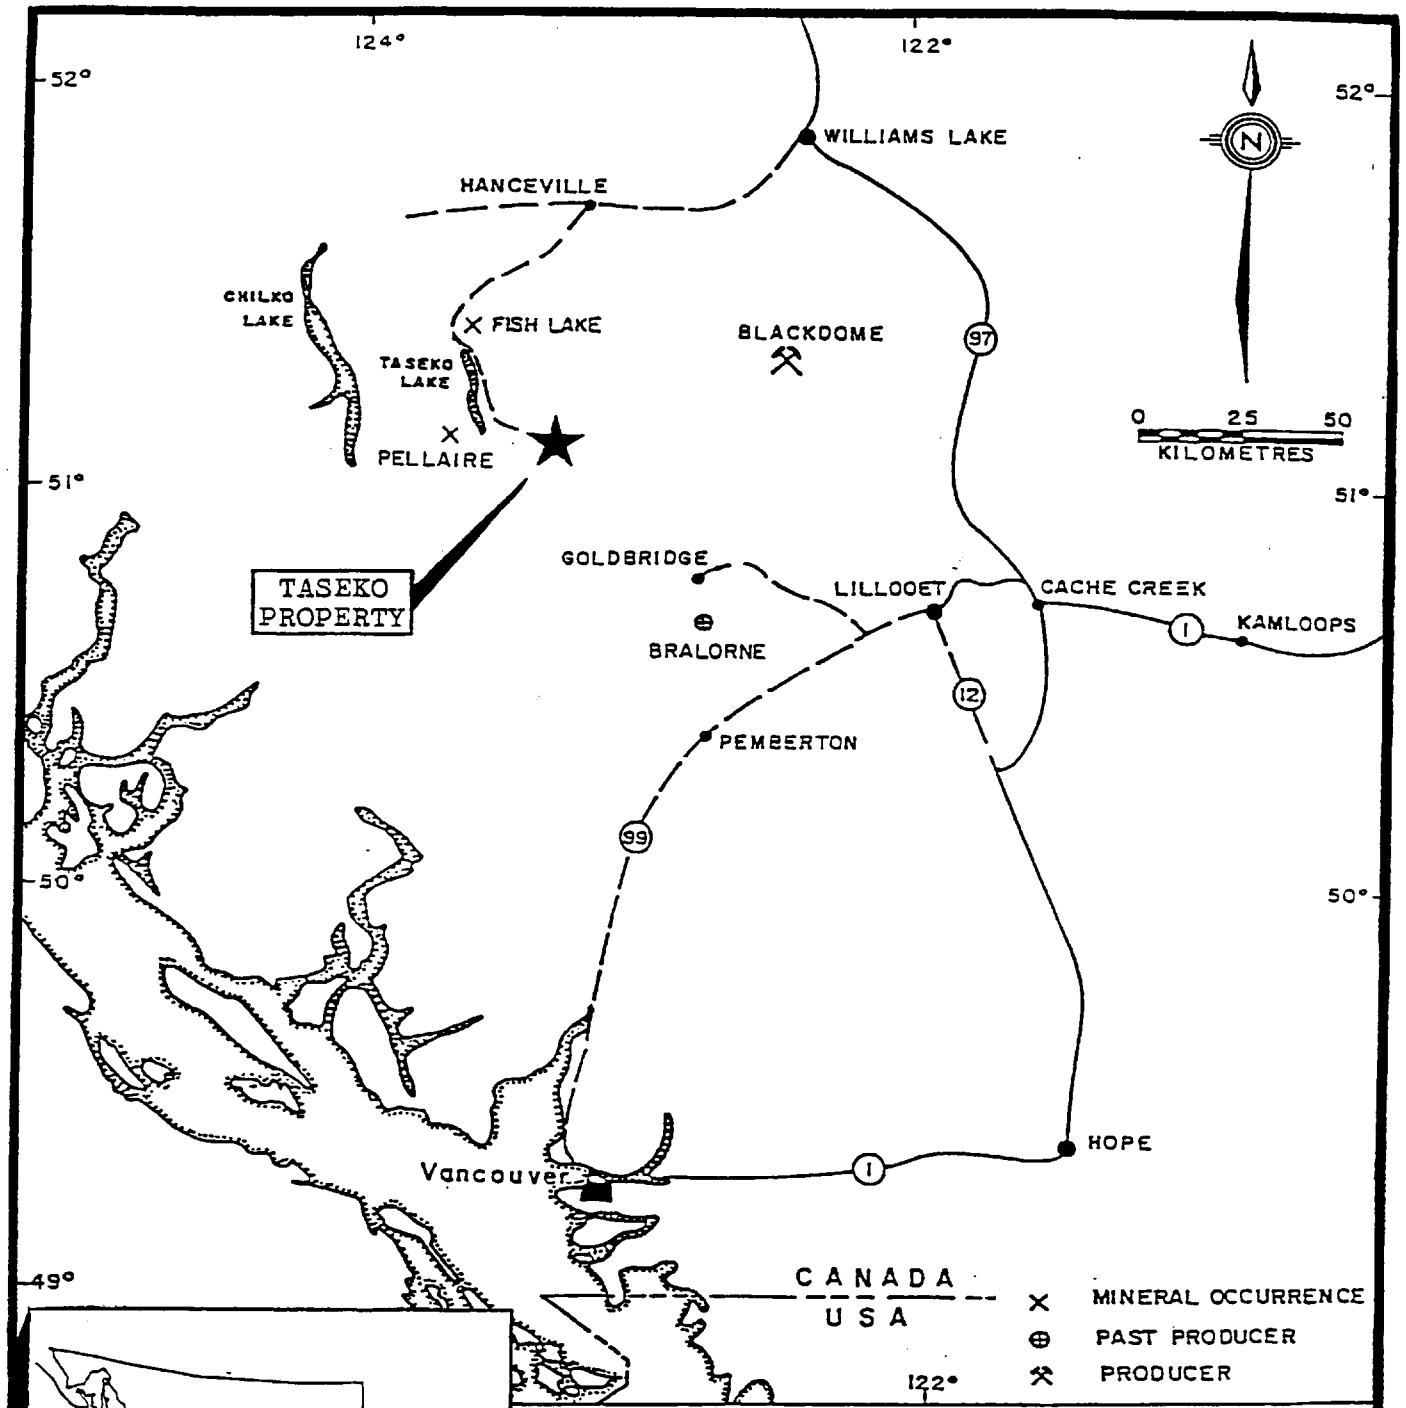 124°
122°
52°
52°
N
WILLIAMS LAKE
HANCEVILLE
CHILKO
LAKE
FISH LAKE
BLACKDOME
97
TASEKO
LAKE
0 25 50
KILOMETRES
PELLAIRE
51°
51°
GOLDBRIDGE
LILLOOET
CACHE CREEK
TASEKO
PROPERTY
1
KAMLOOPS
BRALORNE
12
PEMBERTON
99
50°
50°
HOPE
Vancouver
1
49°
CANADA
USA
MINERAL OCCURRENCE
PAST PRODUCER
PRODUCER
122°